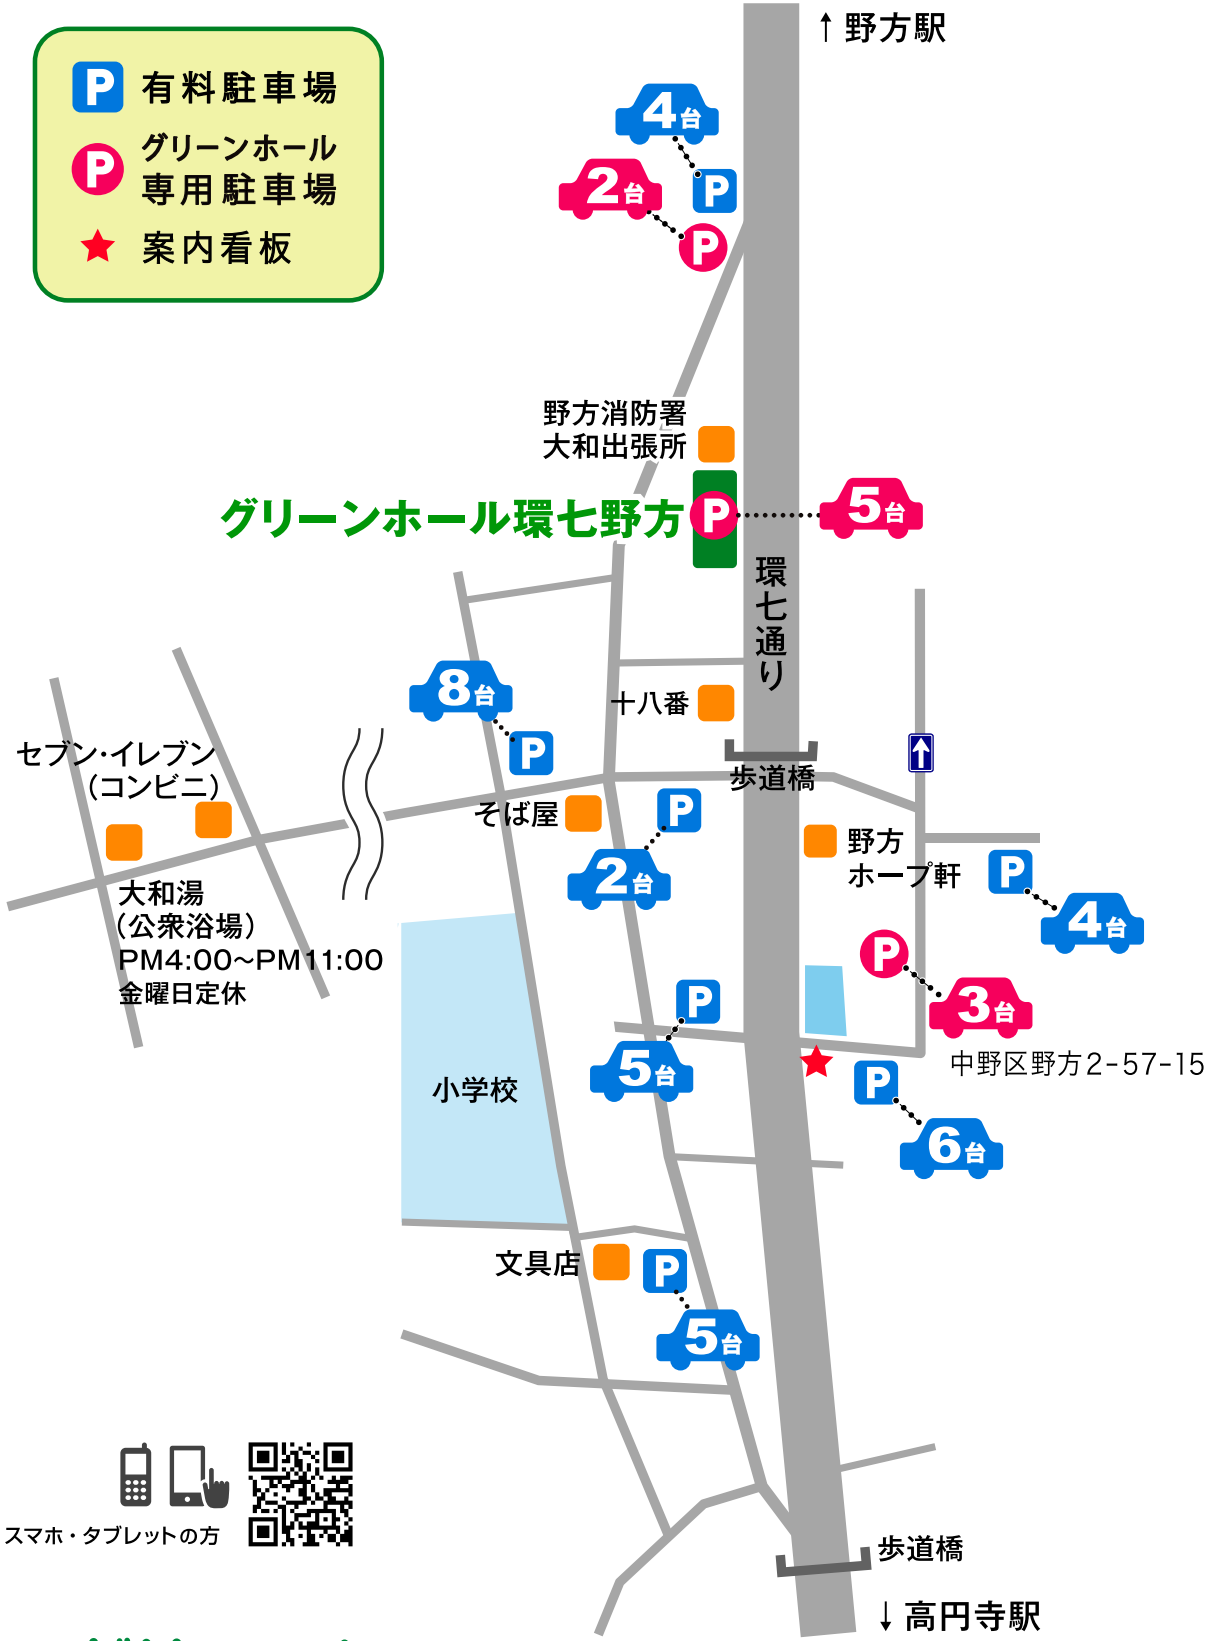 ↑野方駅
P 有料駐車場
P グリーンホール
専用駐車場
★ 案内看板
4台
P
2台
P
野方消防署
大和出張所
グリーンホール環七野方
P
5台
環七通り
8台
P
十八番
セブン・イレブン
(コンビニ)
歩道橋
そば屋
P
2台
野方
ホープ軒
P
4台
大和湯
(公衆浴場)
PM4:00〜PM11:00
金曜日定休
P
3台
P
5台
中野区野方2-57-15
小学校
P
6台
文具店
P
5台
スマホ・タブレットの方
歩道橋
↓高円寺駅